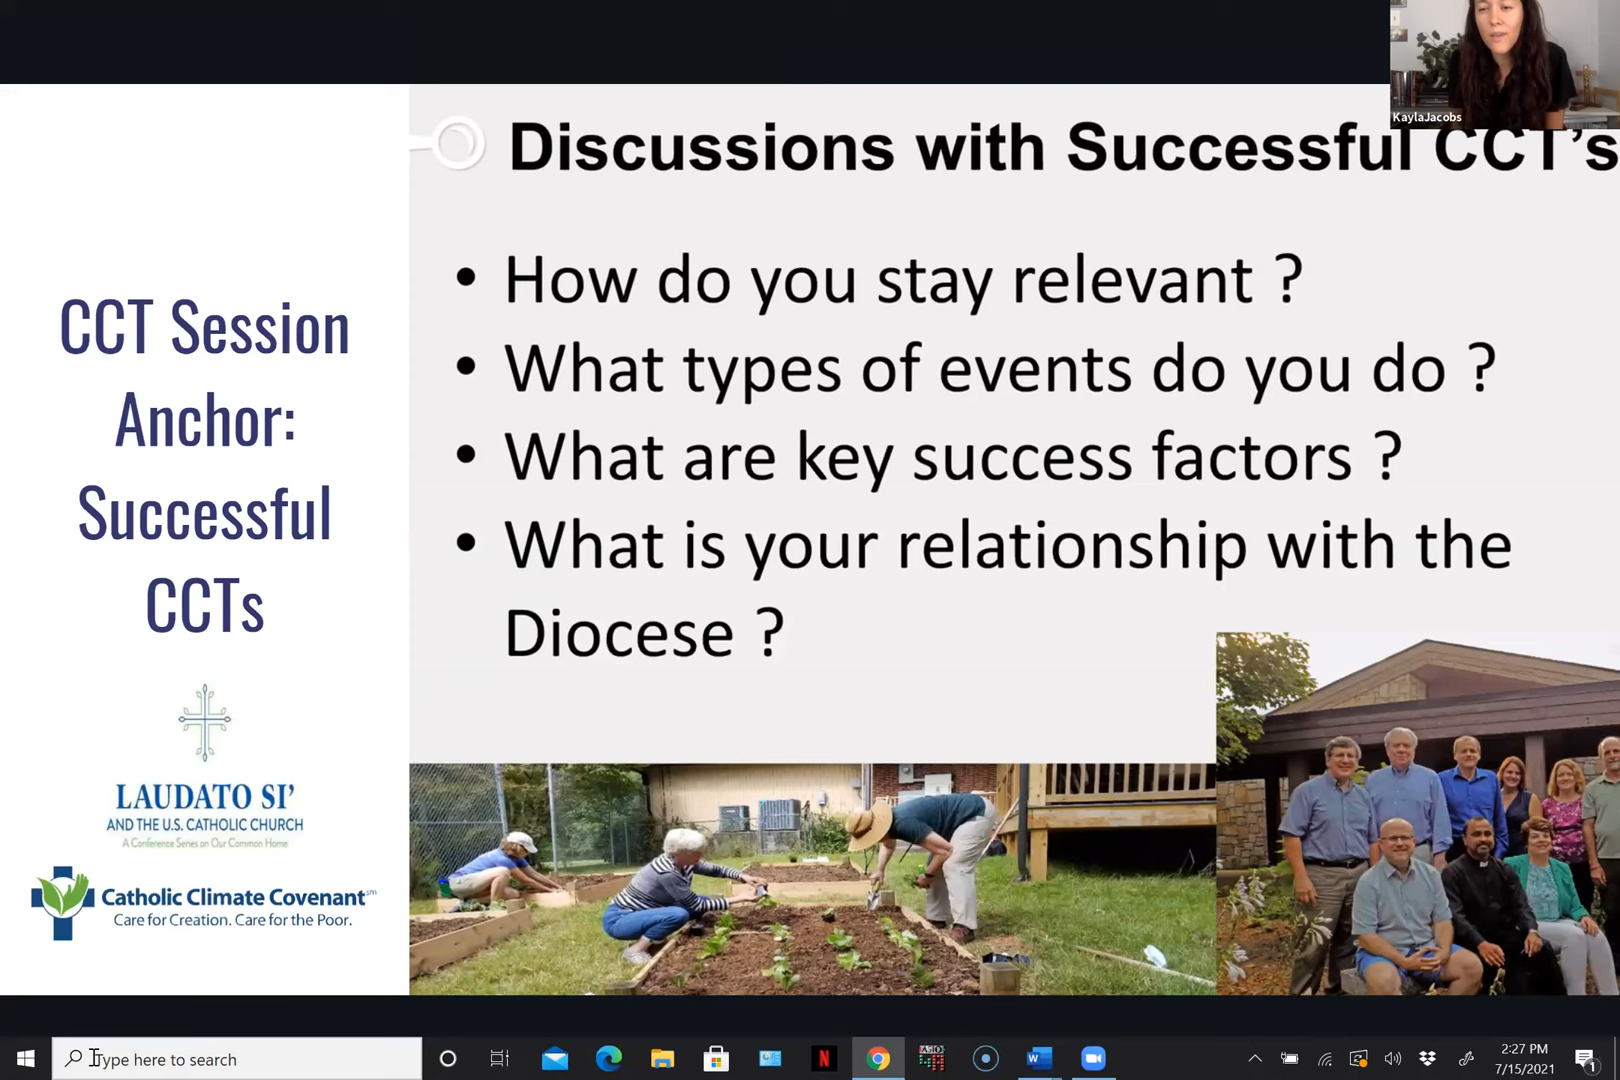 KaylaJacobs
Discussions with Successful CCT's
• How do you stay relevant ?
• What types of events do you do ?
• What are key success factors ?
• What is your relationship with the
Diocese ?
CCT Session
Anchor:
Successful
CCTs
LAUDATO SI'
AND THE U.S. CATHOLIC CHURCH
A Conference Series on Our Common Home
Catholic Climate Covenant℠
Care for Creation. Care for the Poor.
Type here to search
2:27 PM
7/15/2021
1